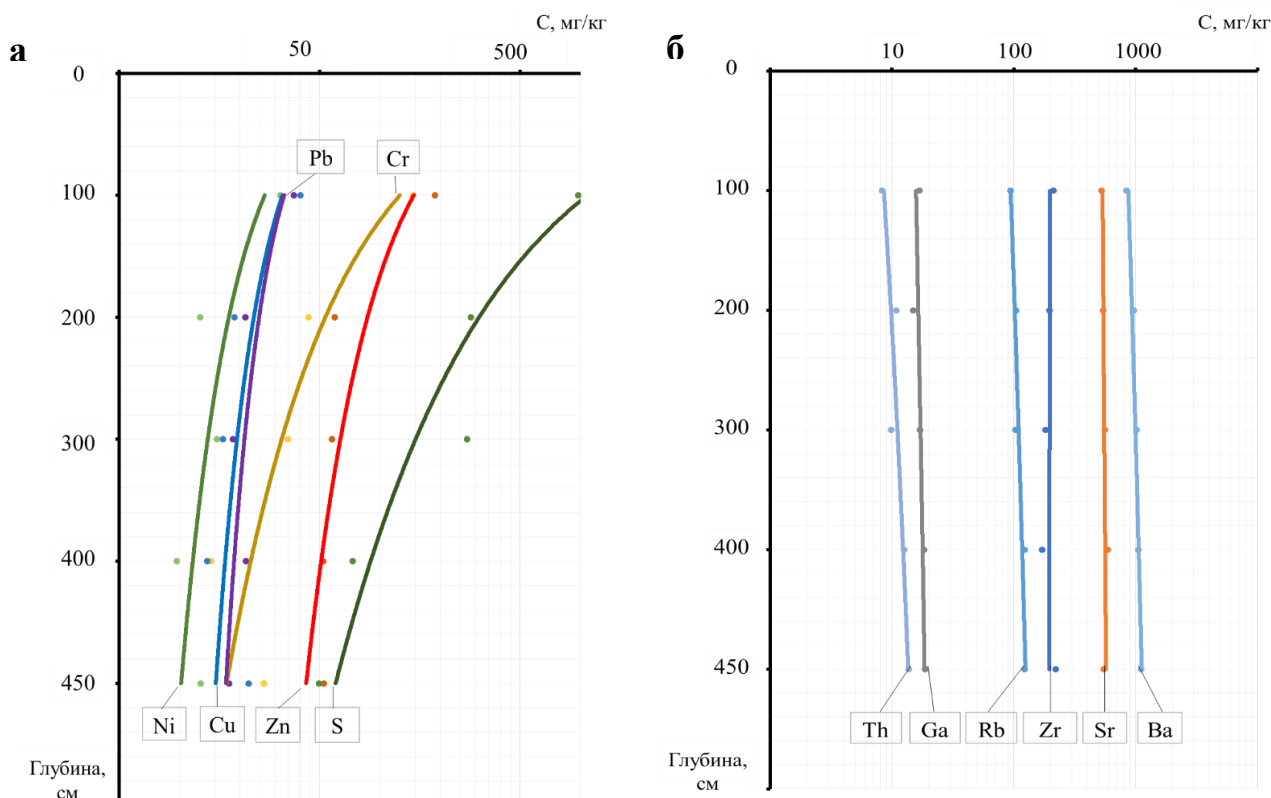 а
С, мг/кг
50
500
0
100
200
300
400
450
Pb
Cr
Ni
Cu
Zn
S
Глубина,
см
б
С, мг/кг
10
100
1000
0
100
200
300
400
450
Th
Ga
Rb
Zr
Sr
Ba
Глубина,
см